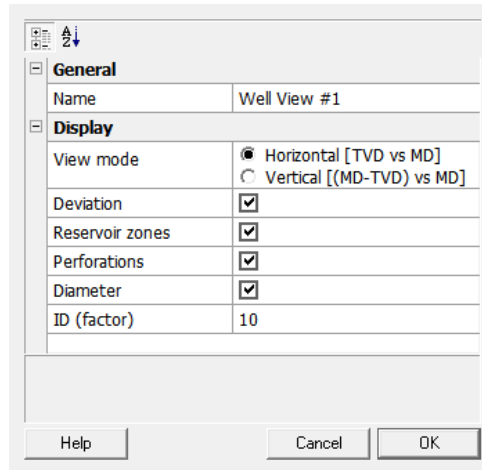 A
Z
General
Name Well View #1
Display
View mode Horizontal [TVD vs MD]
Vertical [(MD-TVD) vs MD]
Deviation
Reservoir zones
Perforations
Diameter
ID (factor) 10
Help Cancel OK